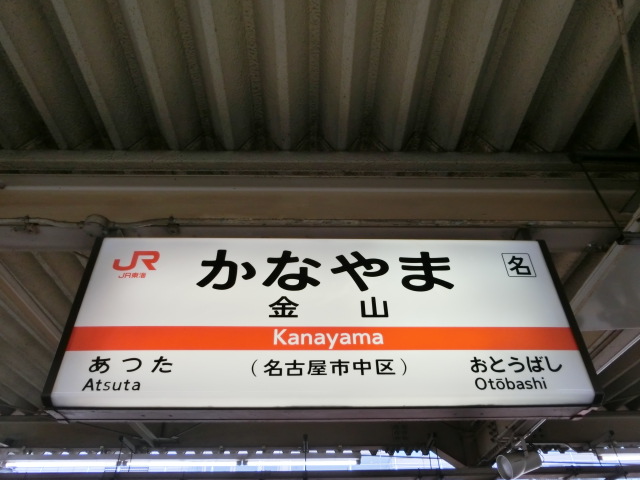 JR
JR東海
かなやま
名
金山
Kanayama
あつた
(名古屋市中区)
おとうばし
Atsuta
Otōbashi